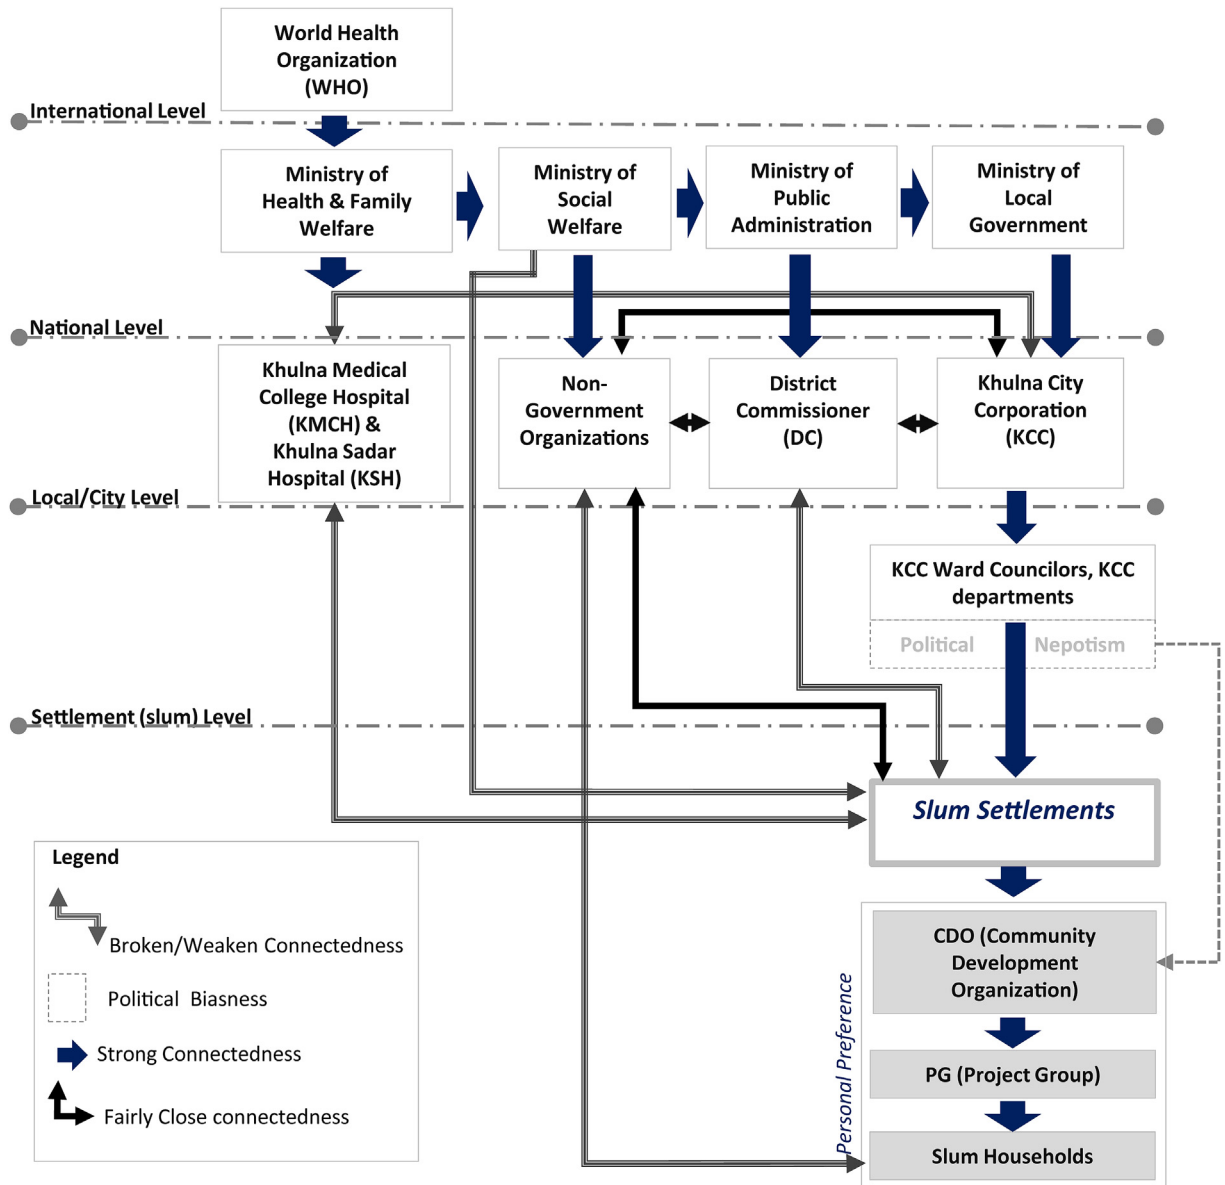 World Health
Organization
(WHO)
International Level
Ministry of
Health & Family
Welfare
Ministry of
Social
Welfare
Ministry of
Public
Administration
Ministry of
Local
Government
National Level
Khulna Medical
College Hospital
(KMCH) &
Khulna Sadar
Hospital (KSH)
Non-
Government
Organizations
District
Commissioner
(DC)
Khulna City
Corporation
(KCC)
Local/City Level
KCC Ward Councilors, KCC
departments
Political Nepotism
Settlement (slum) Level
Slum Settlements
Legend
Broken/Weaken Connectedness
Political Biasness
Strong Connectedness
Fairly Close connectedness
Personal Preference
CDO (Community
Development
Organization)
PG (Project Group)
Slum Households